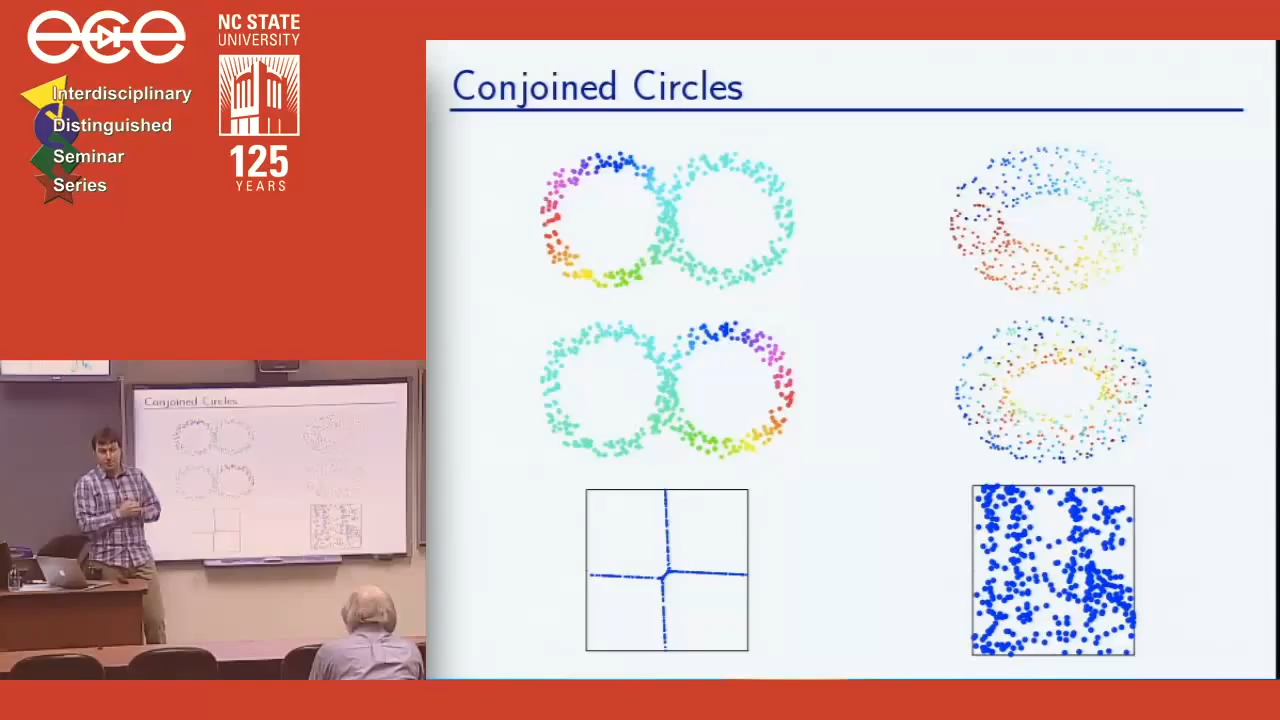 ece
Interdisciplinary
Distinguished
Seminar
Series
NC STATE
UNIVERSITY
125
YEARS
Conjoined Circles
Conjoined Circles